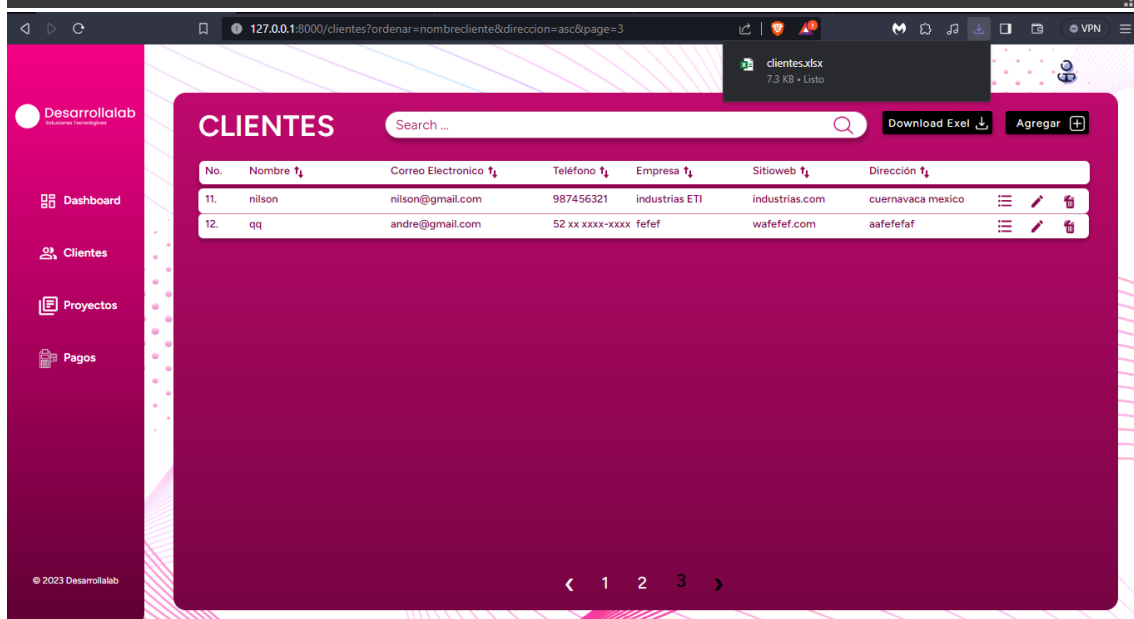 127.0.0.1:8000/clientes?ordenar=nombrecliente&direccion=asc&page=3
VPN
clientes.xlsx
7.3 KB • Listo
Desarrollalab
Soluciones Tecnológicas
CLIENTES
Search ...
Download Exel
Agregar
No. Nombre Correo Electronico Teléfono Empresa Sitioweb Dirección
11. nilson nilson@gmail.com 987456321 industrias ETI industrias.com cuernavaca mexico
12. qq andre@gmail.com 52 xx xxxx-xxxx fefef wafefef.com aafefefaf
Dashboard
Clientes
Proyectos
Pagos
© 2023 Desarrollalab
‹ 1 2 3 ›